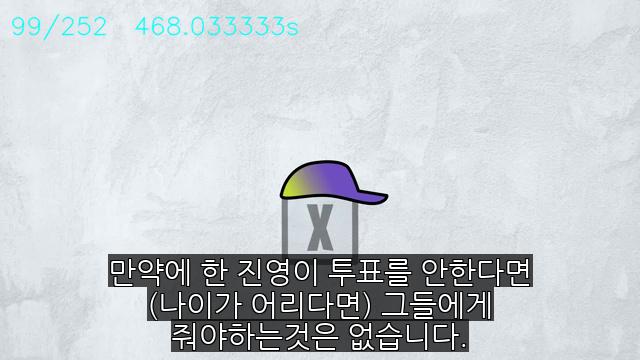 99/252 468.033333s
X
만약에 한 진영이 투표를 안한다면
(나이가 어리다면) 그들에게
줘야하는것은 없습니다.